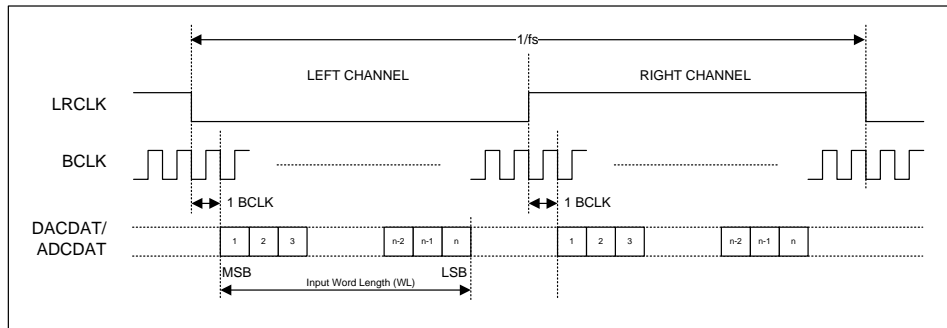 1/fs
LEFT CHANNEL RIGHT CHANNEL
LRCLK
BCLK
1 BCLK 1 BCLK
DACDAT/
ADCDAT
1 2 3 n-2 n-1 n 1 2 3 n-2 n-1 n
MSB LSB
Input Word Length (WL)